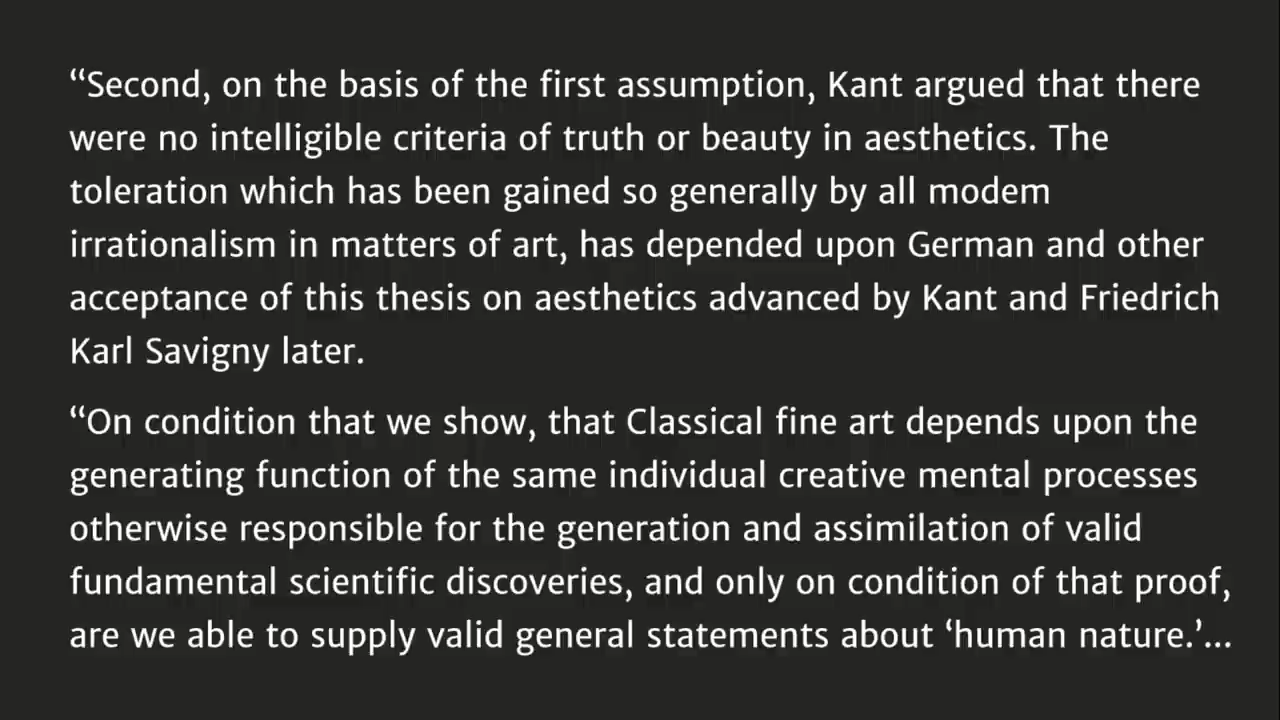 “Second, on the basis of the first assumption, Kant argued that there
were no intelligible criteria of truth or beauty in aesthetics. The
toleration which has been gained so generally by all modem
irrationalism in matters of art, has depended upon German and other
acceptance of this thesis on aesthetics advanced by Kant and Friedrich
Karl Savigny later.
“On condition that we show, that Classical fine art depends upon the
generating function of the same individual creative mental processes
otherwise responsible for the generation and assimilation of valid
fundamental scientific discoveries, and only on condition of that proof,
are we able to supply valid general statements about ‘human nature.’...